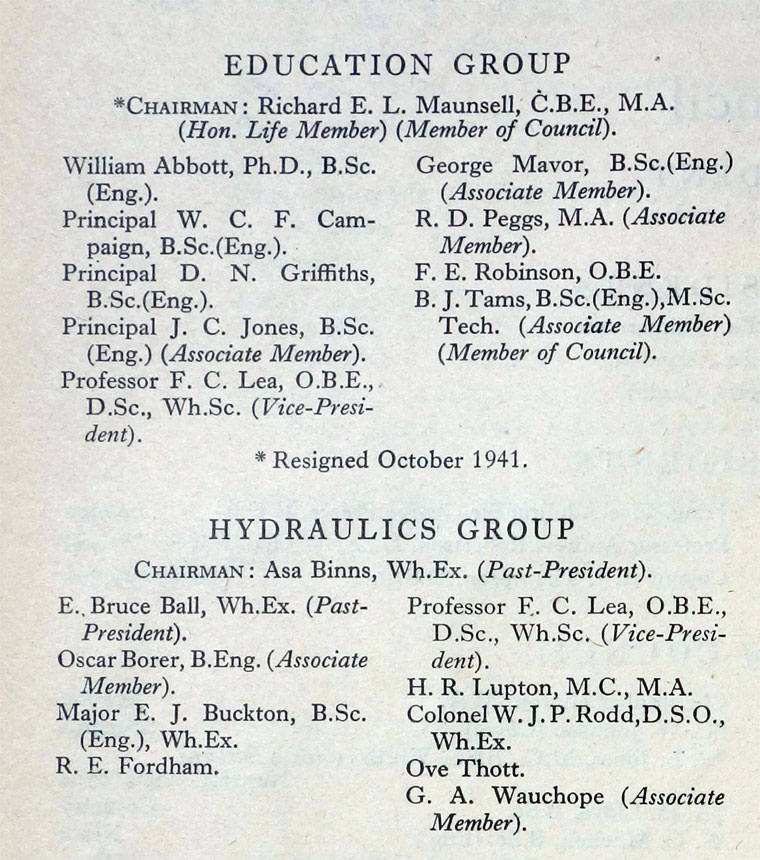 EDUCATION GROUP
*CHAIRMAN: Richard E. L. Maunsell, C.B.E., M.A.
(Hon. Life Member) (Member of Council).
William Abbott, Ph.D., B.Sc.
(Eng.).
Principal W. C. F. Cam-
paign, B.Sc.(Eng.).
Principal D. N. Griffiths,
B.Sc.(Eng.).
Principal J. C. Jones, B.Sc.
(Eng.) (Associate Member).
Professor F. C. Lea, O.B.E.,
D.Sc., Wh.Sc. (Vice-Presi-
dent).
George Mavor, B.Sc.(Eng.)
(Associate Member).
R. D. Peggs, M.A. (Associate
Member).
F. E. Robinson, O.B.E.
B. J. Tams, B.Sc.(Eng.), M.Sc.
Tech. (Associate Member)
(Member of Council).
* Resigned October 1941.
HYDRAULICS GROUP
CHAIRMAN: Asa Binns, Wh.Ex. (Past-President).
E. Bruce Ball, Wh.Ex. (Past-
President).
Oscar Borer, B.Eng. (Associate
Member).
Major E. J. Buckton, B.Sc.
(Eng.), Wh.Ex.
R. E. Fordham.
Professor F. C. Lea, O.B.E.,
D.Sc., Wh.Sc. (Vice-Presi-
dent).
H. R. Lupton, M.C., M.A.
Colonel W. J. P. Rodd, D.S.O.,
Wh.Ex.
Ove Thott.
G. A. Wauchope (Associate
Member).